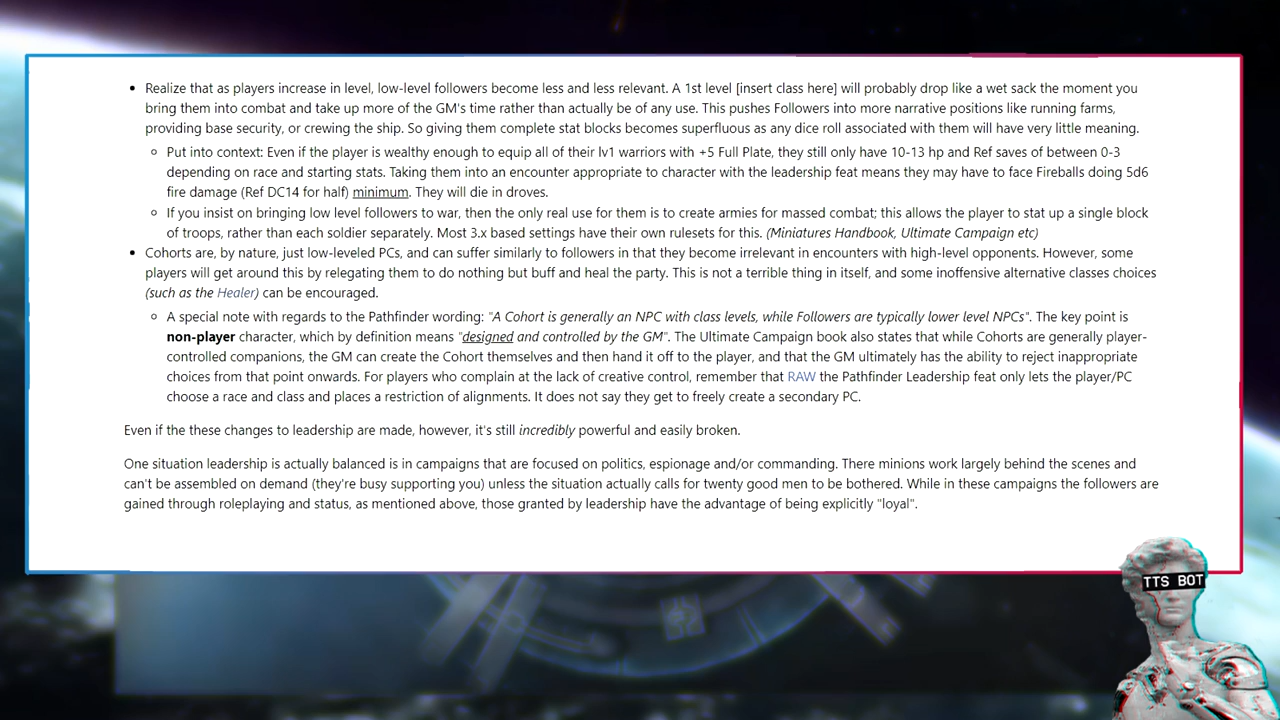 Realize that as players increase in level, low-level followers become less and less relevant. A 1st level [insert class here] will probably drop like a wet sack the moment you
bring them into combat and take up more of the GM's time rather than actually be of any use. This pushes Followers into more narrative positions like running farms,
providing base security, or crewing the ship. So giving them complete stat blocks becomes superfluous as any dice roll associated with them will have very little meaning.
Put into context: Even if the player is wealthy enough to equip all of their lv1 warriors with +5 Full Plate, they still only have 10-13 hp and Ref saves of between 0-3
depending on race and starting stats. Taking them into an encounter appropriate to character with the leadership feat means they may have to face Fireballs doing 5d6
fire damage (Ref DC14 for half) minimum. They will die in droves.
If you insist on bringing low level followers to war, then the only real use for them is to create armies for massed combat; this allows the player to stat up a single block
of troops, rather than each soldier separately. Most 3.x based settings have their own rulesets for this. (Miniatures Handbook, Ultimate Campaign etc)
Cohorts are, by nature, just low-leveled PCs, and can suffer similarly to followers in that they become irrelevant in encounters with high-level opponents. However, some
players will get around this by relegating them to do nothing but buff and heal the party. This is not a terrible thing in itself, and some inoffensive alternative classes choices
(such as the Healer) can be encouraged.
A special note with regards to the Pathfinder wording: "A Cohort is generally an NPC with class levels, while Followers are typically lower level NPCs". The key point is
non-player character, which by definition means "designed and controlled by the GM". The Ultimate Campaign book also states that while Cohorts are generally player-
controlled companions, the GM can create the Cohort themselves and then hand it off to the player, and that the GM ultimately has the ability to reject inappropriate
choices from that point onwards. For players who complain at the lack of creative control, remember that RAW the Pathfinder Leadership feat only lets the player/PC
choose a race and class and places a restriction of alignments. It does not say they get to freely create a secondary PC.
Even if the these changes to leadership are made, however, it's still incredibly powerful and easily broken.
One situation leadership is actually balanced is in campaigns that are focused on politics, espionage and/or commanding. There minions work largely behind the scenes and
can't be assembled on demand (they're busy supporting you) unless the situation actually calls for twenty good men to be bothered. While in these campaigns the followers are
gained through roleplaying and status, as mentioned above, those granted by leadership have the advantage of being explicitly "loyal".
TTS BOT